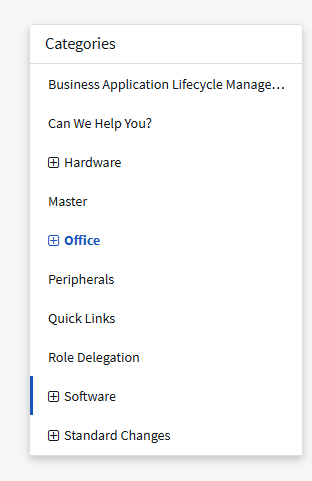 Categories
Business Application Lifecycle Manage...
Can We Help You?
Hardware
Master
Office
Peripherals
Quick Links
Role Delegation
Software
Standard Changes